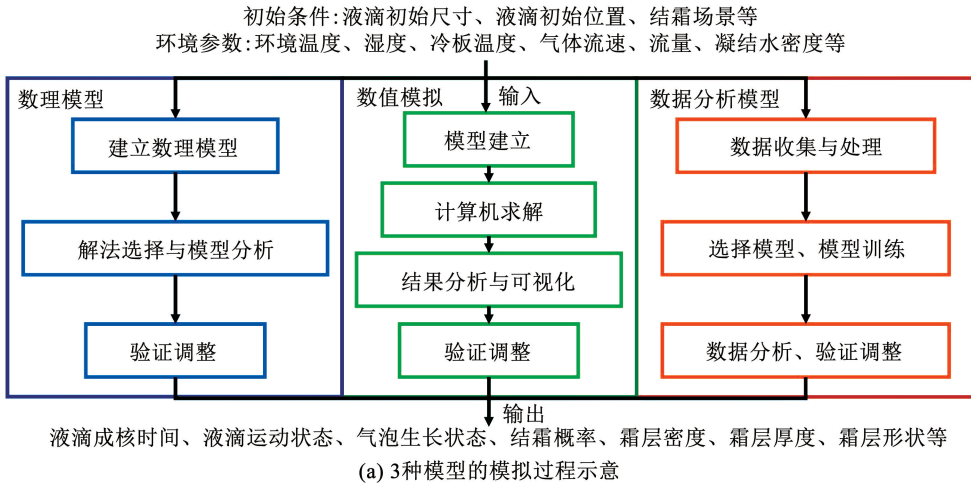 初始条件:液滴初始尺寸、液滴初始位置、结霜场景等
环境参数:环境温度、湿度、冷板温度、气体流速、流量、凝结水密度等
数理模型
建立数理模型
解法选择与模型分析
验证调整
数值模拟
输入
模型建立
计算机求解
结果分析与可视化
验证调整
数据分析模型
数据收集与处理
选择模型、模型训练
数据分析、验证调整
输出
液滴成核时间、液滴运动状态、气泡生长状态、结霜概率、霜层密度、霜层厚度、霜层形状等
(a) 3种模型的模拟过程示意